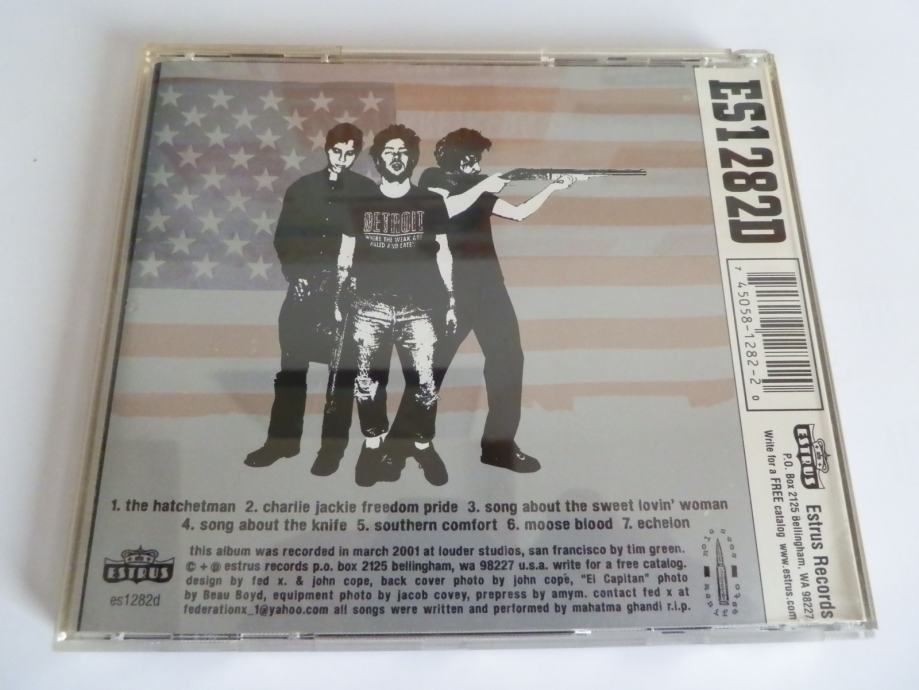 DETROIT
WHERE THE WEAK ARE
KILLED AND EATEN
1. the hatchetman 2. charlie jackie freedom pride 3. song about the sweet lovin' woman
4. song about the knife 5. southern comfort 6. moose blood 7. echelon
this album was recorded in march 2001 at louder studios, san francisco by tim green.
© + @ estrus records p.o. box 2125 bellingham, wa 98227 u.s.a. write for a free catalog.
design by fed x. & john cope, back cover photo by john cope, "El Capitan" photo
by Beau Boyd, equipment photo by jacob covey, prepress by amym. contact fed x at
federationx_1@yahoo.com all songs were written and performed by mahatma ghandi r.i.p.
ESTRUS
es1282d
ES1282D
7 45058-1282-2 0
ESTRUS
Estrus Records
P.O. Box 2125 Bellingham, WA 98227
Write for a FREE catalog www.estrus.com